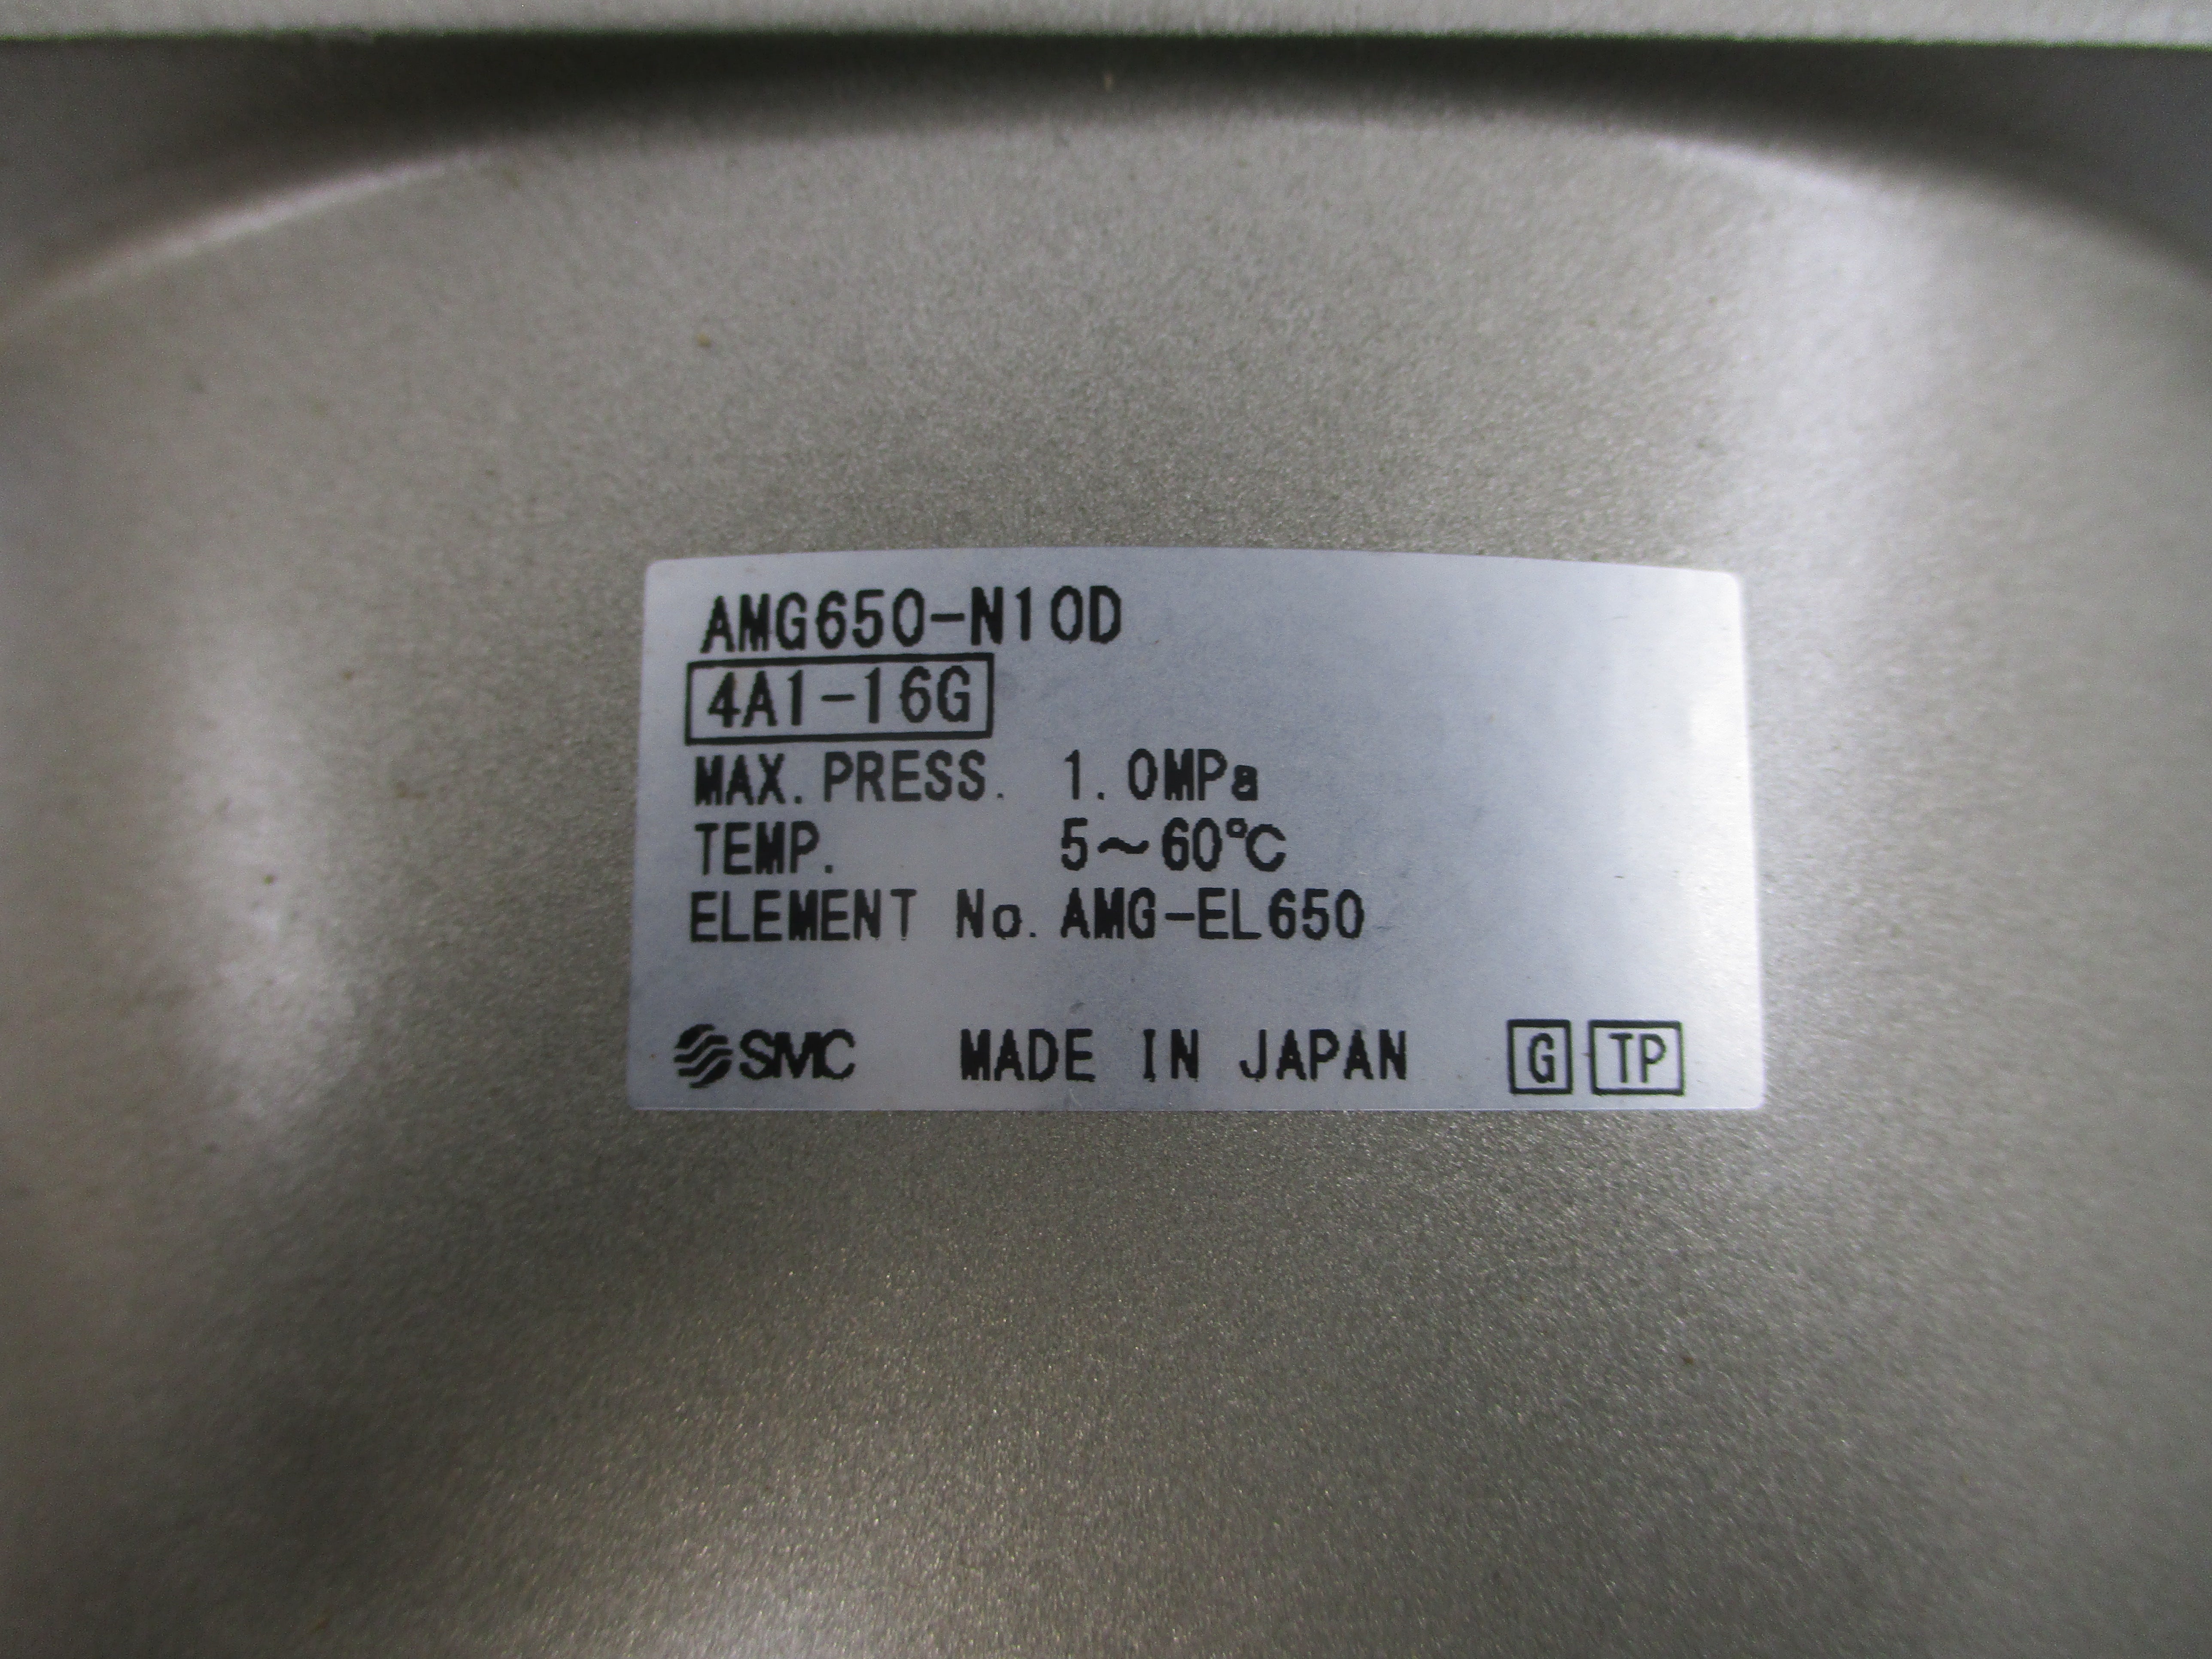 AMG650-N10D
4A1-16G
MAX. PRESS. 1.0MPa
TEMP. 5～60℃
ELEMENT No. AMG-EL650
SMC MADE IN JAPAN G TP